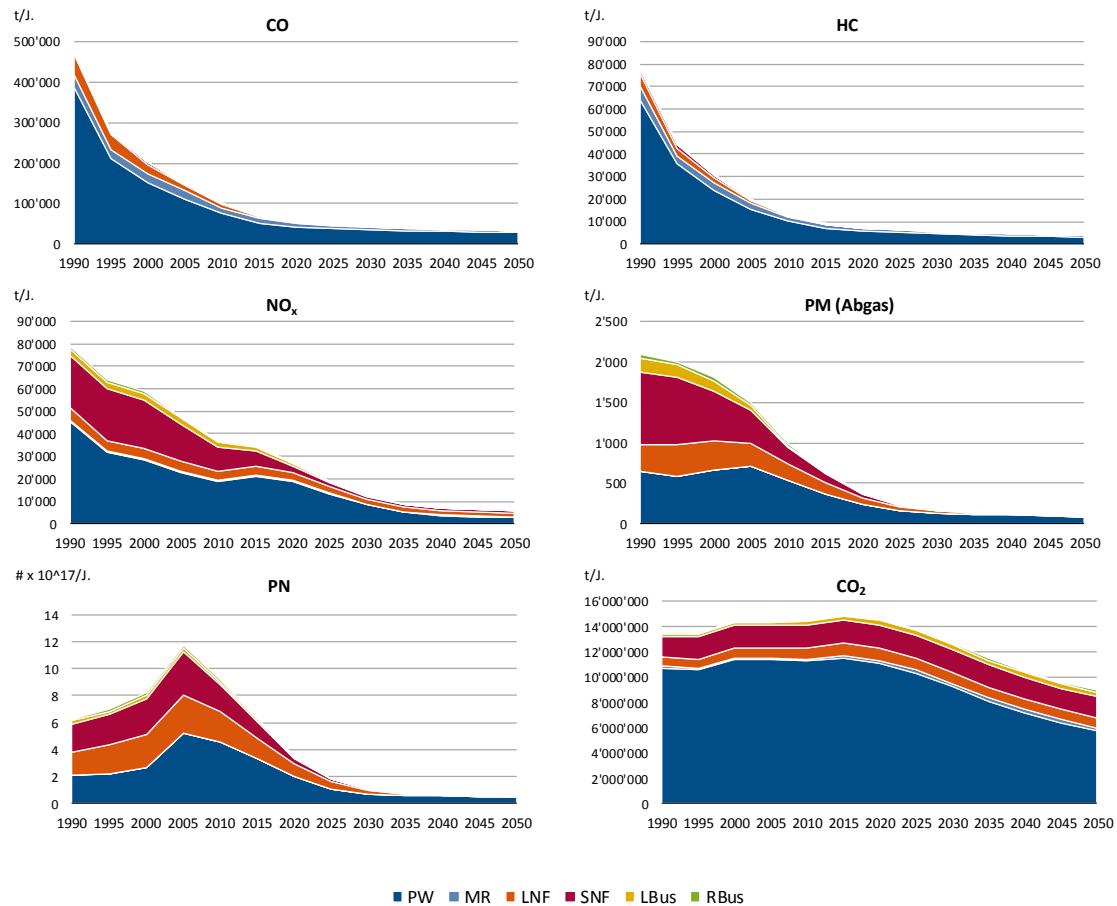 t/J.
CO
500'000
400'000
300'000
200'000
100'000
0
1990 1995 2000 2005 2010 2015 2020 2025 2030 2035 2040 2045 2050
t/J.
HC
90'000
80'000
70'000
60'000
50'000
40'000
30'000
20'000
10'000
0
1990 1995 2000 2005 2010 2015 2020 2025 2030 2035 2040 2045 2050
t/J.
NOx
90'000
80'000
70'000
60'000
50'000
40'000
30'000
20'000
10'000
0
1990 1995 2000 2005 2010 2015 2020 2025 2030 2035 2040 2045 2050
t/J.
PM (Abgas)
2'500
2'000
1'500
1'000
500
0
1990 1995 2000 2005 2010 2015 2020 2025 2030 2035 2040 2045 2050
# x 10^17/J.
PN
14
12
10
8
6
4
2
0
1990 1995 2000 2005 2010 2015 2020 2025 2030 2035 2040 2045 2050
t/J.
CO2
16'000'000
14'000'000
12'000'000
10'000'000
8'000'000
6'000'000
4'000'000
2'000'000
0
1990 1995 2000 2005 2010 2015 2020 2025 2030 2035 2040 2045 2050
PW MR LNF SNF LBus RBus